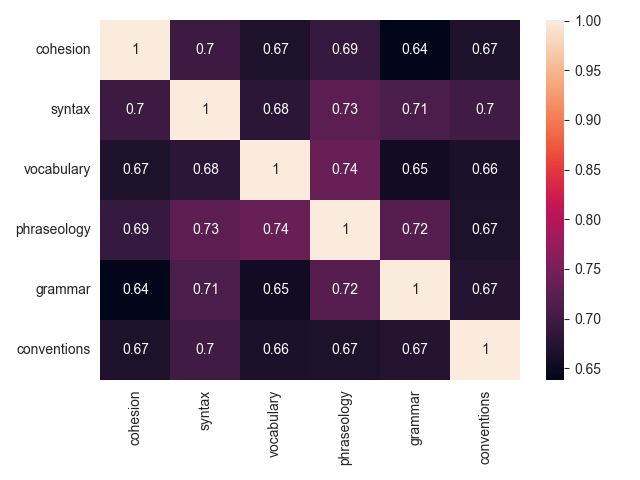 cohesion 1 0.7 0.67 0.69 0.64 0.67
syntax 0.7 1 0.68 0.73 0.71 0.7
vocabulary 0.67 0.68 1 0.74 0.65 0.66
phraseology 0.69 0.73 0.74 1 0.72 0.67
grammar 0.64 0.71 0.65 0.72 1 0.67
conventions 0.67 0.7 0.66 0.67 0.67 1
cohesion syntax vocabulary phraseology grammar conventions
1.00
0.95
0.90
0.85
0.80
0.75
0.70
0.65